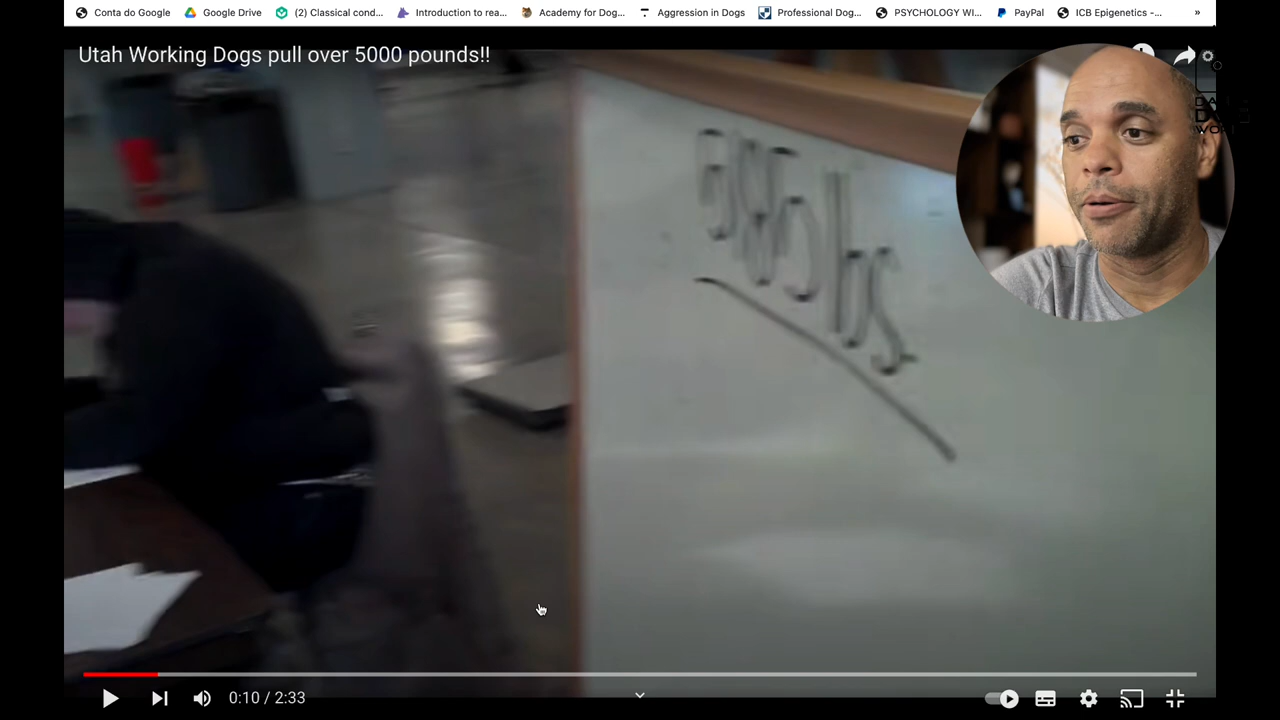 Conta do Google Google Drive (2) Classical cond... Introduction to rea... Academy for Dog... Aggression in Dogs Professional Dog... PSYCHOLOGY WI... PayPal ICB Epigenetics -... »
Utah Working Dogs pull over 5000 pounds!!
585lbs
0:10 / 2:33